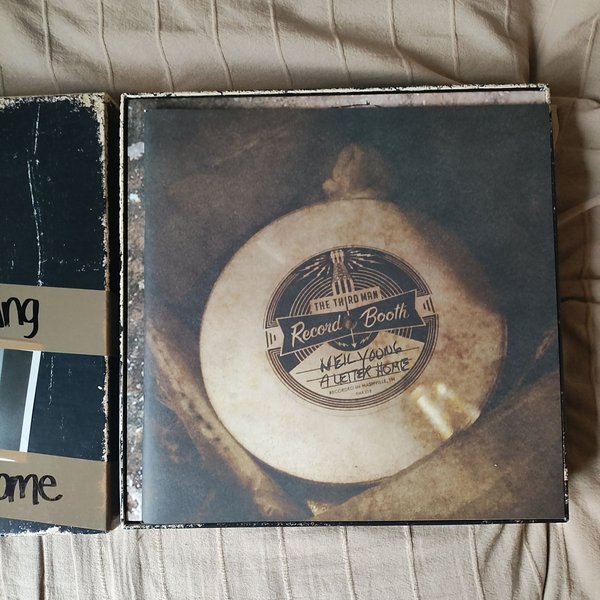 ng
ome
THE THIRD MAN
Record Booth
NEIL YOUNG
A LETTER HOME
RECORDED IN NASHVILLE, TN